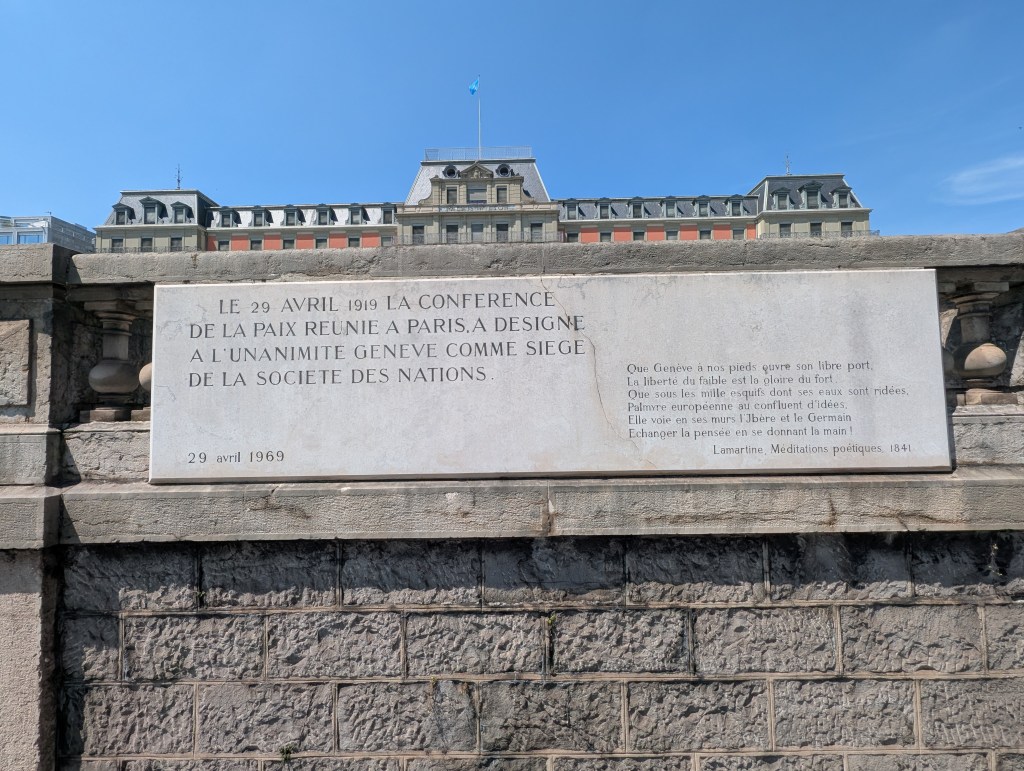 LE 29 AVRIL 1919 LA CONFERENCE
DE LA PAIX REUNIE A PARIS, A DESIGNE
A L'UNANIMITE GENEVE COMME SIEGE
DE LA SOCIETE DES NATIONS.
29 avril 1969
Que Genève à nos pieds ouvre son libre port,
La liberté du faible est la gloire du fort.
Que sous les mille esquifs dont ses eaux sont ridées,
Palmyre européenne au confluent d'idées,
Elle voie en ses murs l'Ibère et le Germain
Echanger la pensée en se donnant la main !
Lamartine, Méditations poétiques, 1841